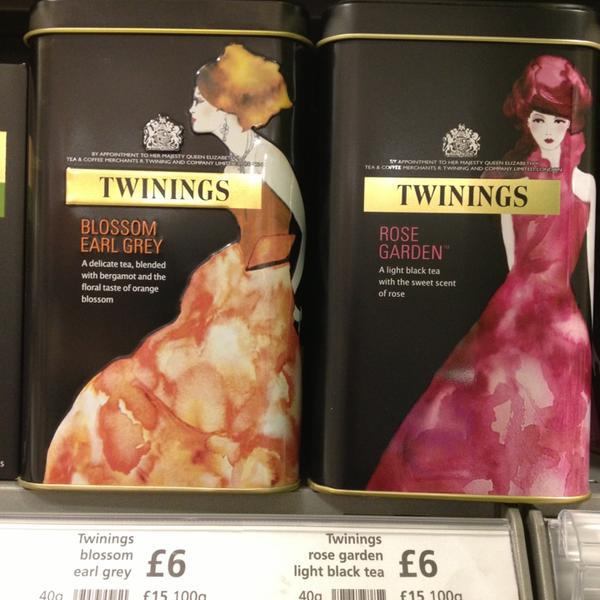 BY APPOINTMENT TO HER MAJESTY QUEEN ELIZABETH
TEA & COFFEE MERCHANTS R. TWINING AND COMPANY LIMITED LONDON
TWININGS
BLOSSOM
EARL GREY
A delicate tea, blended
with bergamot and the
floral taste of orange
blossom
BY APPOINTMENT TO HER MAJESTY QUEEN ELIZABETH
TEA & COFFEE MERCHANTS R. TWINING AND COMPANY LIMITED LONDON
TWININGS
ROSE
GARDEN™
A light black tea
with the sweet scent
of rose
Twinings
blossom
earl grey
£6
40g
£15 100g
Twinings
rose garden
light black tea
£6
40g
£15 100g